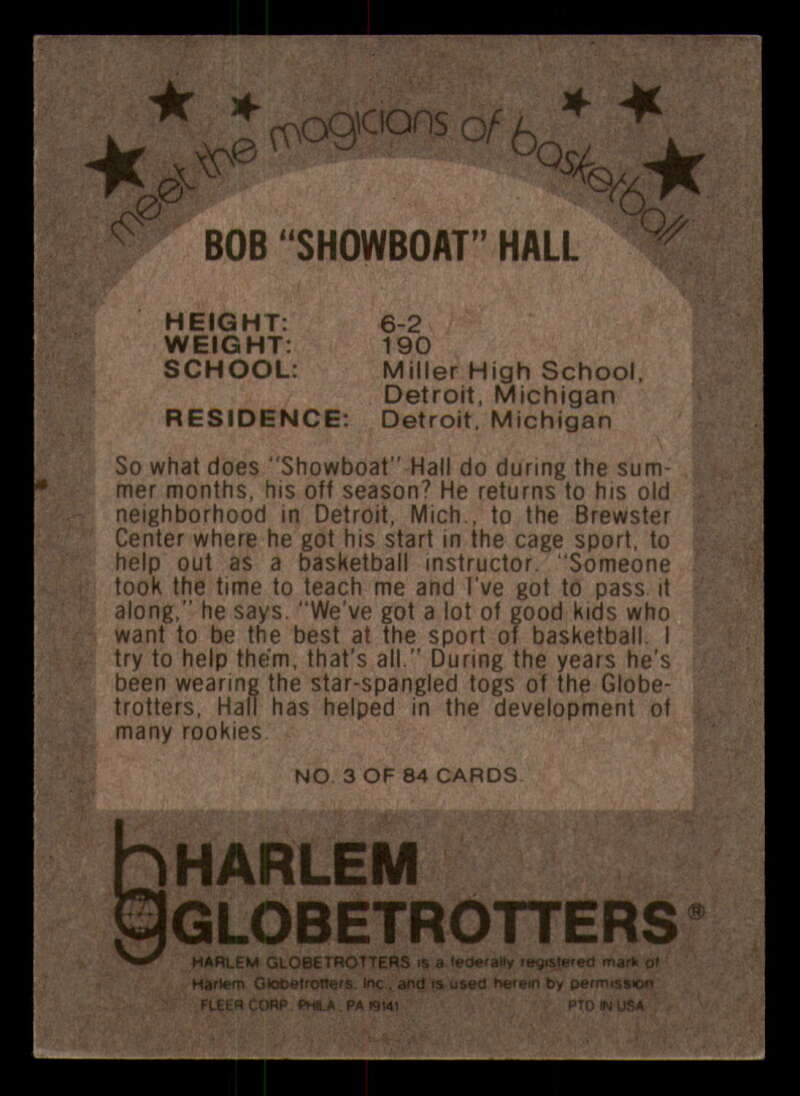 meet the magicians of basketball
BOB "SHOWBOAT" HALL
HEIGHT: 6-2
WEIGHT: 190
SCHOOL: Miller High School,
Detroit, Michigan
RESIDENCE: Detroit, Michigan
So what does "Showboat" Hall do during the sum-
mer months, his off season? He returns to his old
neighborhood in Detroit, Mich., to the Brewster
Center where he got his start in the cage sport, to
help out as a basketball instructor. "Someone
took the time to teach me and I've got to pass it
along," he says. "We've got a lot of good kids who
want to be the best at the sport of basketball. I
try to help them, that's all." During the years he's
been wearing the star-spangled togs of the Globe-
trotters, Hall has helped in the development of
many rookies.
NO. 3 OF 84 CARDS.
hg HARLEM
GLOBETROTTERS ®
HARLEM GLOBETROTTERS is a federally registered mark of
Harlem Globetrotters, Inc., and is used herein by permission
FLEER CORP. PHILA., PA 19141 PTD IN USA